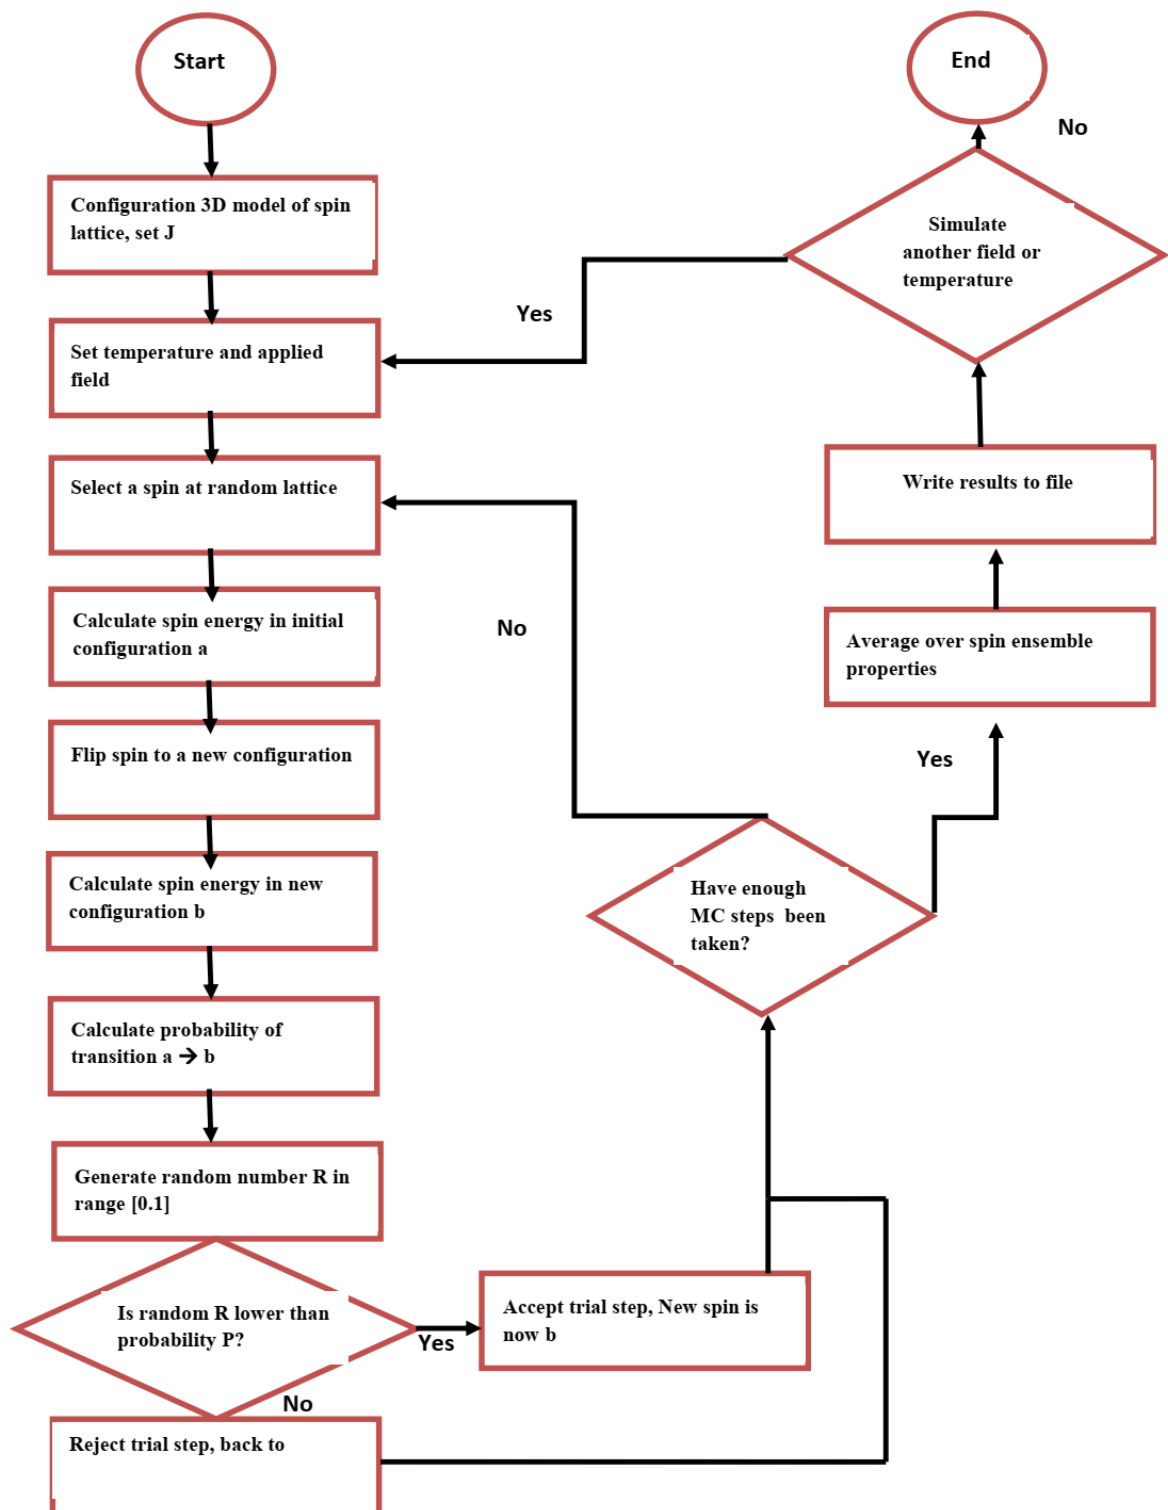 Start
Configuration 3D model of spin
lattice, set J
Set temperature and applied
field
Select a spin at random lattice
Calculate spin energy in initial
configuration a
Flip spin to a new configuration
Calculate spin energy in new
configuration b
Calculate probability of
transition a → b
Generate random number R in
range [0.1]
Is random R lower than
probability P?
Yes
Accept trial step, New spin is
now b
No
Reject trial step, back to
Have enough
MC steps been
taken?
No
Yes
Average over spin ensemble
properties
Write results to file
Simulate
another field or
temperature
Yes
No
End